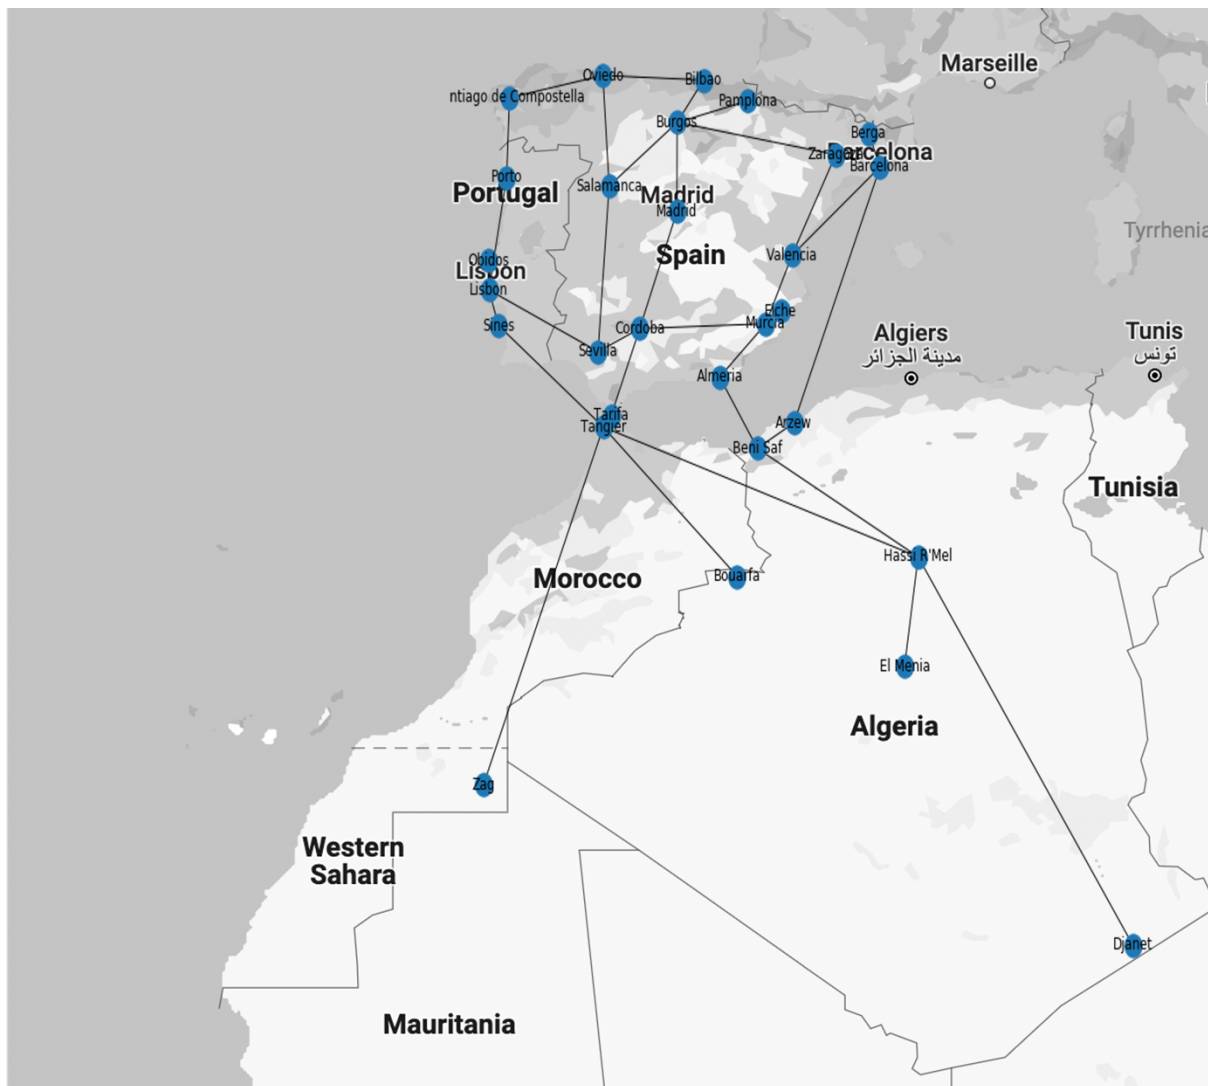 Marseille
Oviedo
Bilbao
ntiago de Compostella
Pamplona
Burgos
Berga
Barcelona
Zaragoza
Barcelona
Porto
Portugal
Salamanca
Madrid
Madrid
Tyrrhenia
Obidos
Lisbon
Lisbon
Spain
Valencia
Sines
Elche
Murcia
Cordoba
Sevilla
Algiers
مدينة الجزائر
Tunis
تونس
Almeria
Tarifa
Tangier
Arzew
Beni Saf
Tunisia
Hassi R'Mel
Morocco
Bouarfa
El Menia
Algeria
Zag
Western
Sahara
Djanet
Mauritania